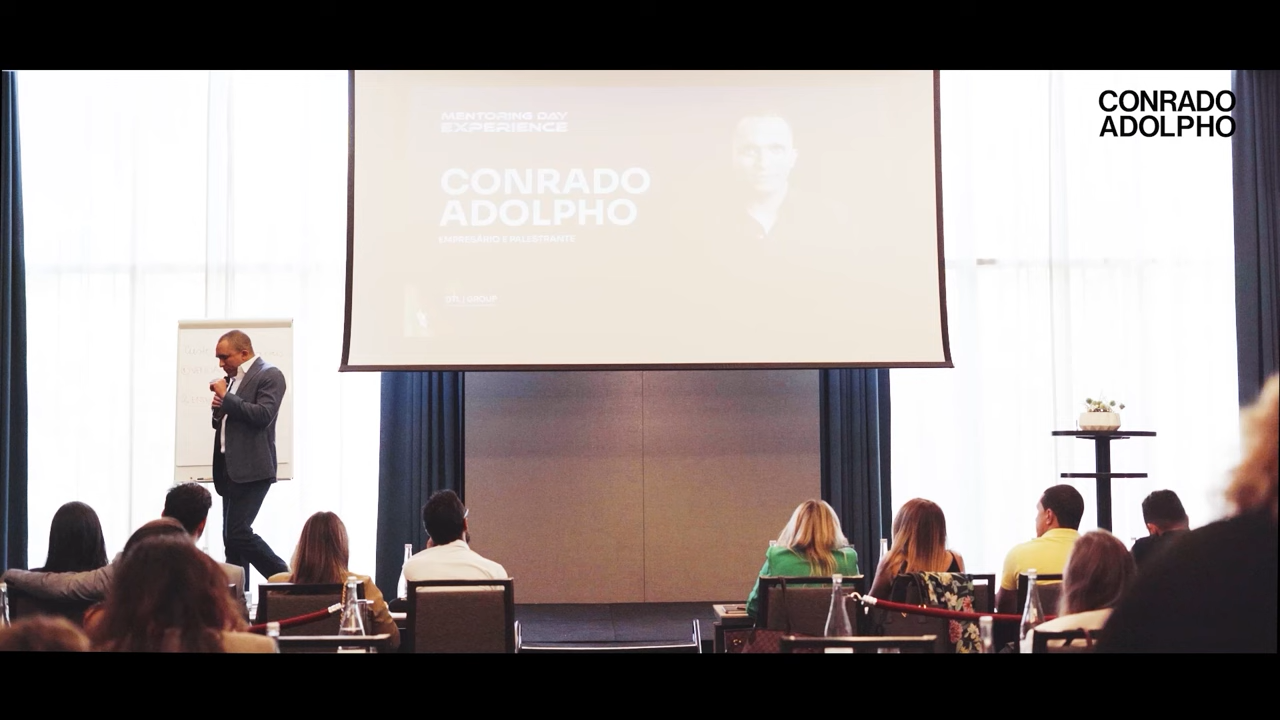 MENTORING DAY
EXPERIENCE
CONRADO
ADOLPHO
EMPRESÁRIO E PALESTRANTE
CONRADO
ADOLPHO